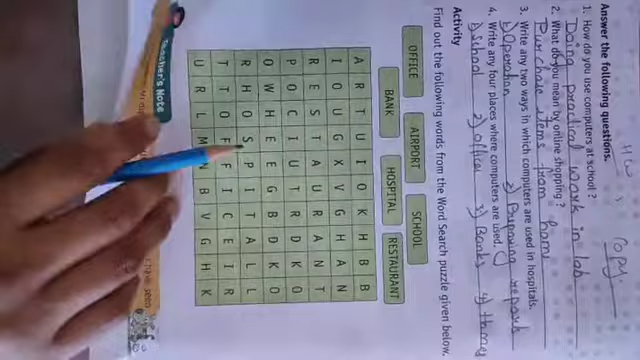 HW
Copy
Answer the following questions.
1. How do you use computers at school ?
Doing practical work in lab
2. What do you mean by online shopping ?
Purchase items from home
3. Write any two ways in which computers are used in hospitals.
1) Operation 2) Preparing reports
4. Write any four places where computers are used.
1) School 2) office 3) Banks 4) home
Activity
Find out the following words from the Word Search puzzle given below.
OFFICE AIRPORT SCHOOL
BANK HOSPITAL RESTAURANT
A R T U I O K H B B
I O U G X V G H A N
R E S T A U R A N T
P O C I U T R D K O
O W H E E G B D K O
R H O S P I T A L L
T T O F F I C E I R
U R L M N B V G H K
Teacher's Note
have seen